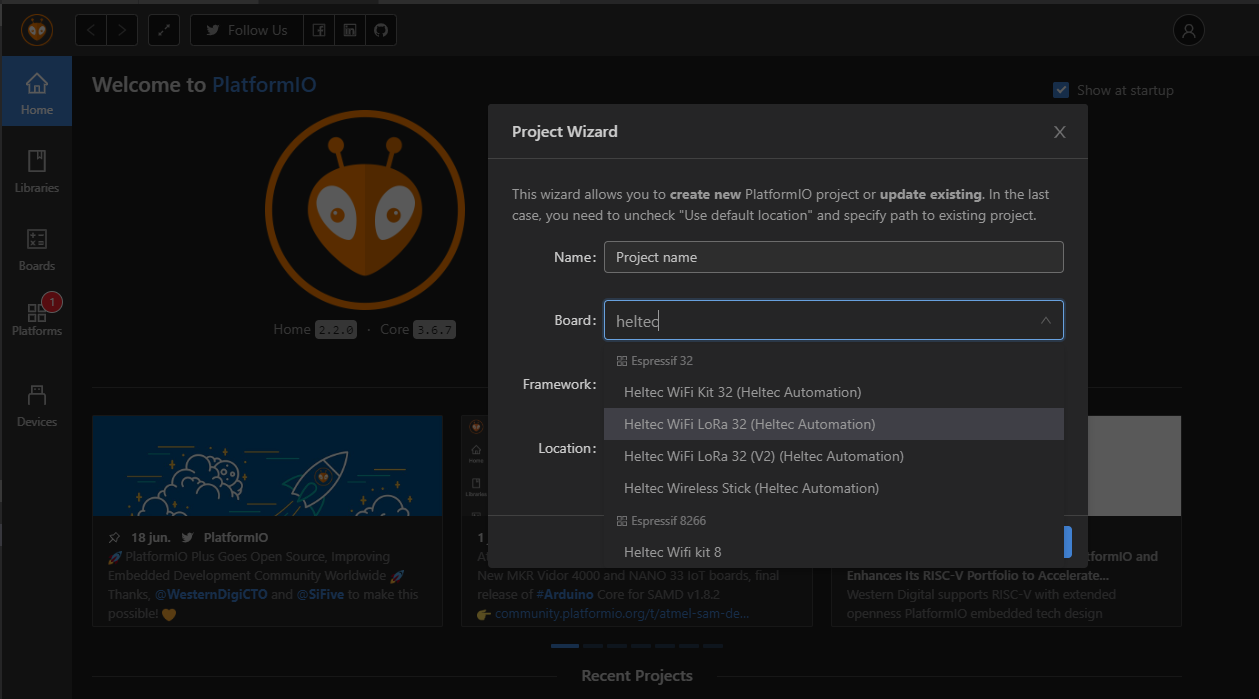 Follow Us
Home
Libraries
Boards
1
Platforms
Devices
Welcome to PlatformIO
Show at startup
Home 2.2.0 · Core 3.6.7
Project Wizard
This wizard allows you to create new PlatformIO project or update existing. In the last
case, you need to uncheck "Use default location" and specify path to existing project.
Name: Project name
Board: heltec
Framework:
Location:
Espressif 32
Heltec WiFi Kit 32 (Heltec Automation)
Heltec WiFi LoRa 32 (Heltec Automation)
Heltec WiFi LoRa 32 (V2) (Heltec Automation)
Heltec Wireless Stick (Heltec Automation)
Espressif 8266
Heltec Wifi kit 8
18 jun. PlatformIO
PlatformIO Plus Goes Open Source, Improving
Embedded Development Community Worldwide
Thanks, @WesternDigiCTO and @SiFive to make this
possible!
New MKR Vidor 4000 and NANO 33 IoT boards, final
release of #Arduino Core for SAMD v1.8.2
community.platformio.org/t/atmel-sam-de...
tformIO and
Enhances Its RISC-V Portfolio to Accelerate...
Western Digital supports RISC-V with extended
openness PlatformIO embedded tech design
Recent Projects